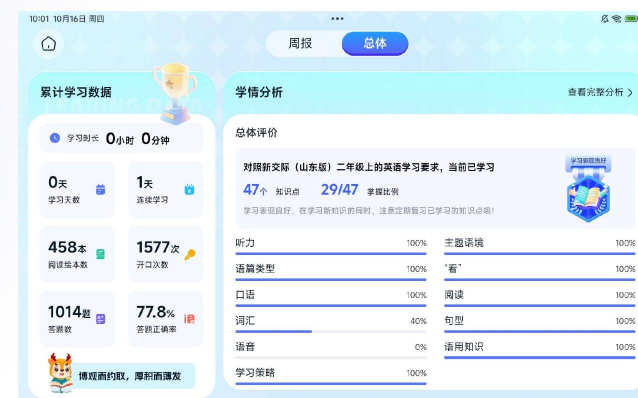 10:01 10月16日 周四
周报
总体
累计学习数据
学习时长 0小时 0分钟
0天
学习天数
1天
连续学习
458本
阅读绘本数
1577次
开口次数
1014题
答题数
77.8%
答题正确率
博观而约取，厚积而薄发
学情分析
查看完整分析
总体评价
对照新交际（山东版）二年级上的英语学习要求，当前已学习
47个 知识点 29/47 掌握比例
学习表现良好，在学习新知识的同时，注意定期复习已学习的知识点哦！
学习表现良好
听力 100%
主题语境 100%
语篇类型 100%
“看” 100%
口语 100%
阅读 100%
词汇 40%
句型 100%
语音 0%
语用知识 100%
学习策略 100%